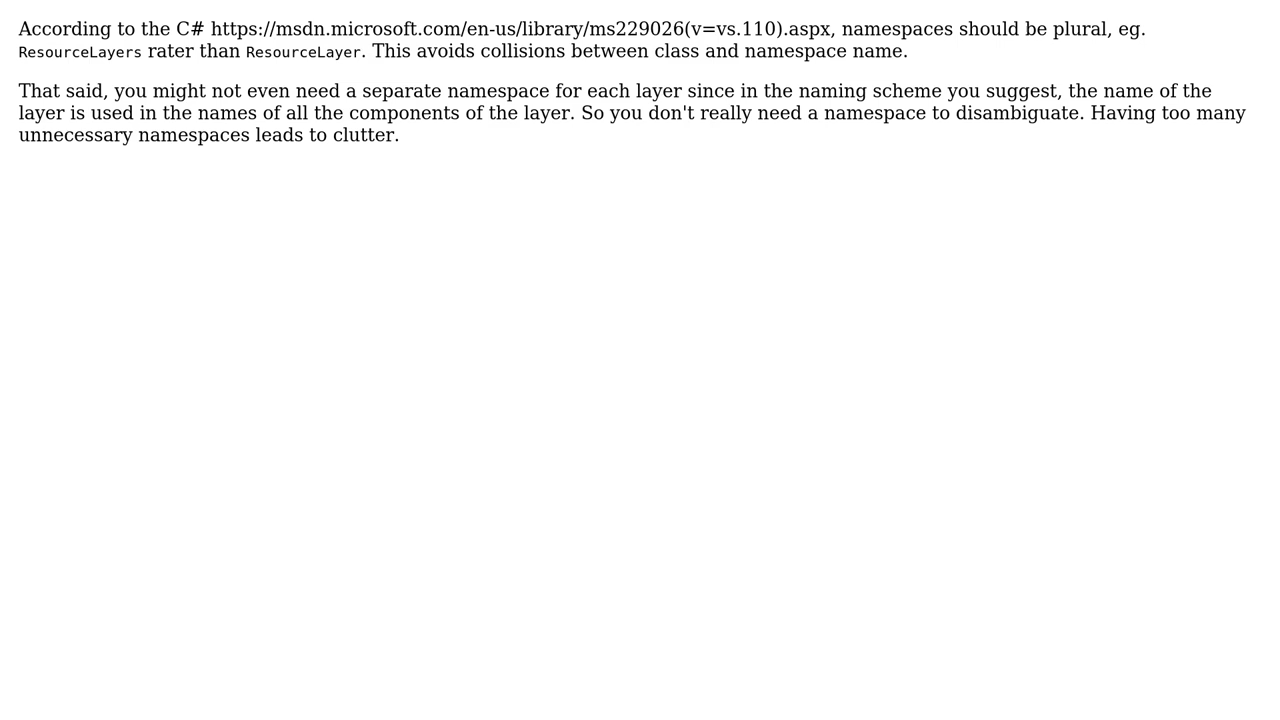 According to the C# https://msdn.microsoft.com/en-us/library/ms229026(v=vs.110).aspx, namespaces should be plural, eg.
ResourceLayers rater than ResourceLayer. This avoids collisions between class and namespace name.
That said, you might not even need a separate namespace for each layer since in the naming scheme you suggest, the name of the
layer is used in the names of all the components of the layer. So you don't really need a namespace to disambiguate. Having too many
unnecessary namespaces leads to clutter.